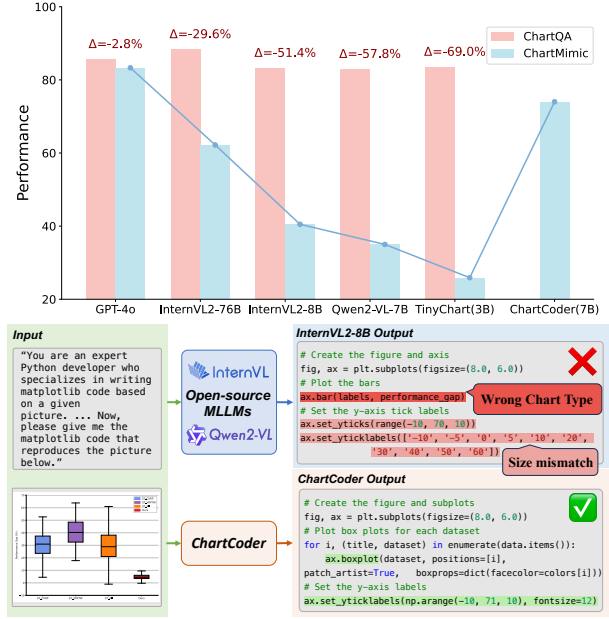 100
80
60
40
20
Performance
Δ=-2.8%
Δ=-29.6%
Δ=-51.4%
Δ=-57.8%
Δ=-69.0%
ChartQA
ChartMimic
GPT-4o
InternVL2-76B
InternVL2-8B
Qwen2-VL-7B
TinyChart(3B)
ChartCoder(7B)
Input
“You are an expert
Python developer who
specializes in writing
matplotlib code based
on a given
picture. ... Now,
please give me the
matplotlib code that
reproduces the picture
below.”
InternVL
Open-source
MLLMs
Qwen2-VL
ChartCoder
InternVL2-8B Output
# Create the figure and axis
fig, ax = plt.subplots(figsize=(8.0, 6.0))
# Plot the bars
ax.bar(labels, performance_gap)
Wrong Chart Type
# Set the y-axis tick labels
ax.set_yticks(range(-10, 70, 10))
ax.set_yticklabels(['-10', '-5', '0', '5', '10', '20',
'30', '40', '50', '60'])
Size mismatch
ChartCoder Output
# Create the figure and subplots
fig, ax = plt.subplots(figsize=(8.0, 6.0))
# Plot box plots for each dataset
for i, (title, dataset) in enumerate(data.items()):
ax.boxplot(dataset, positions=[i],
patch_artist=True, boxprops=dict(facecolor=colors[i]))
# Set the y-axis labels
ax.set_yticklabels(np.arange(-10, 71, 10), fontsize=12)